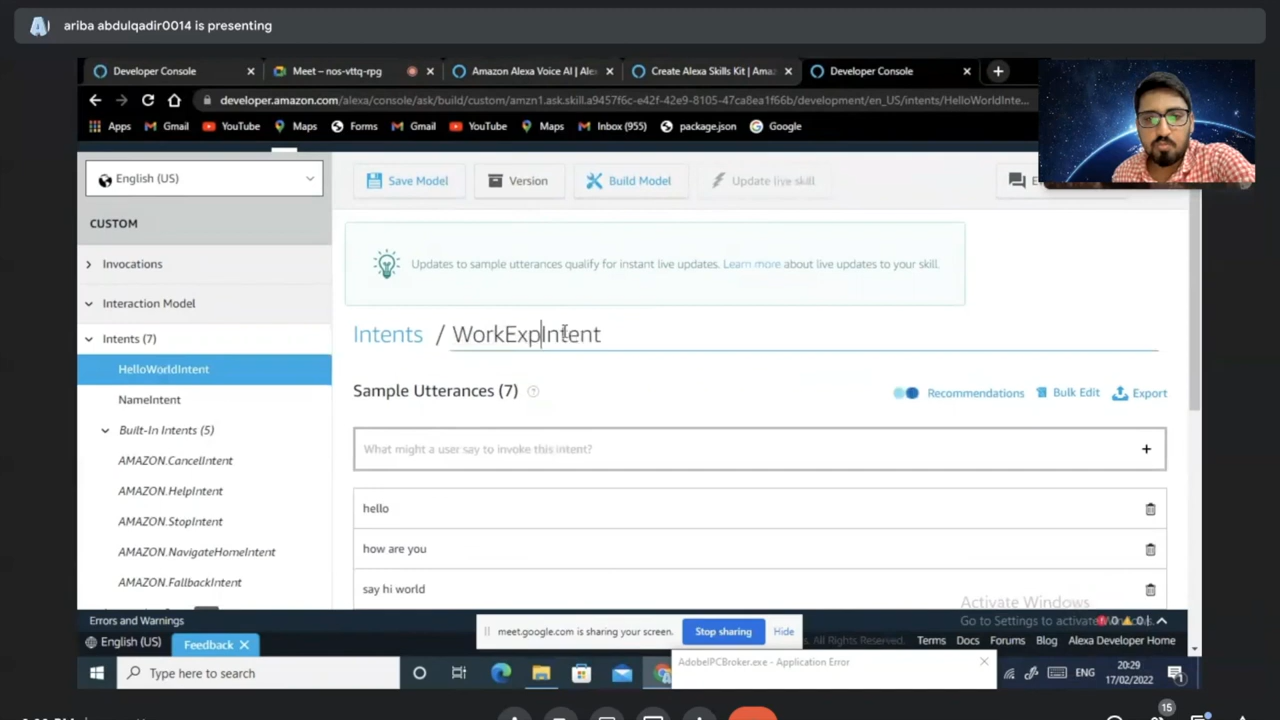 ariba abdulqadir0014 is presenting
Developer Console
Meet – nos-vttq-rpg
Amazon Alexa Voice AI | Alex
Create Alexa Skills Kit | Amaz
Developer Console
developer.amazon.com/alexa/console/ask/build/custom/amzn1.ask.skill.a9457f6c-e42f-42e9-8105-47ca8ea1f66b/development/en_US/intents/HelloWorldInte...
Apps Gmail YouTube Maps Forms Gmail YouTube Maps Inbox (955) package.json Google
English (US)
Save Model Version Build Model Update live skill
CUSTOM
Invocations
Interaction Model
Intents (7)
HelloWorldIntent
NameIntent
Built-In Intents (5)
AMAZON.CancelIntent
AMAZON.HelpIntent
AMAZON.StopIntent
AMAZON.NavigateHomeIntent
AMAZON.FallbackIntent
Updates to sample utterances qualify for instant live updates. Learn more about live updates to your skill.
Intents / WorkExpIntent
Sample Utterances (7)
Recommendations Bulk Edit Export
What might a user say to invoke this intent?
hello
how are you
say hi world
Activate Windows
Go to Settings to activate
Errors and Warnings
English (US)
Feedback
meet.google.com is sharing your screen. Stop sharing Hide
All Rights Reserved. Terms Docs Forums Blog Alexa Developer Home
AdobeIPCBroker.exe - Application Error
Type here to search
ENG
20:29
17/02/2022
1
15